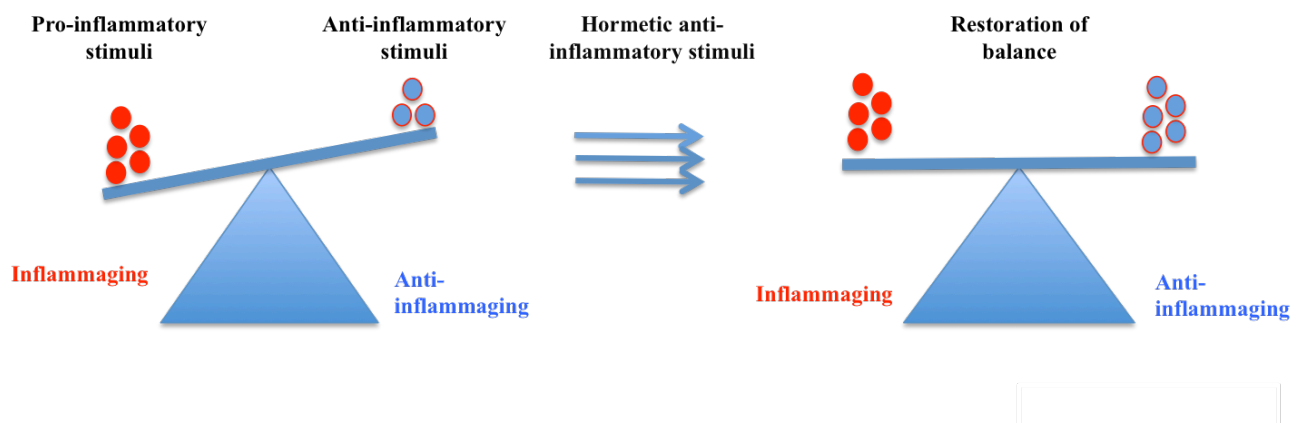 Pro-inflammatory
stimuli
Anti-inflammatory
stimuli
Hormetic anti-
inflammatory stimuli
Restoration of
balance
Inflammaging
Anti-
inflammaging
Inflammaging
Anti-
inflammaging